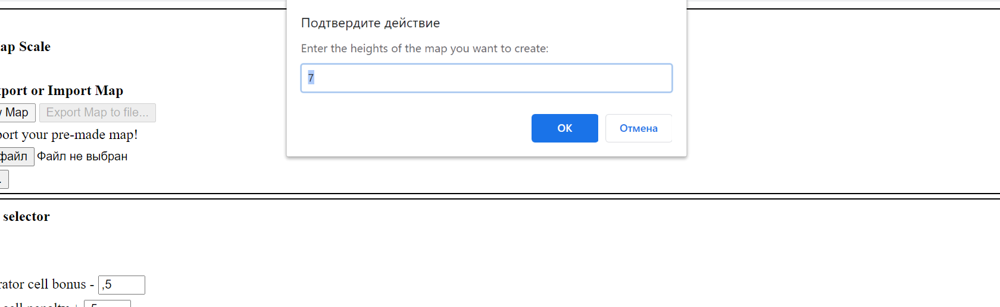 Подтвердите действие
Enter the heights of the map you want to create:
7
OK
Отмена
ap Scale
port or Import Map
Map
Export Map to file...
ort your pre-made map!
файл
Файл не выбран
selector
rator cell bonus -
,5